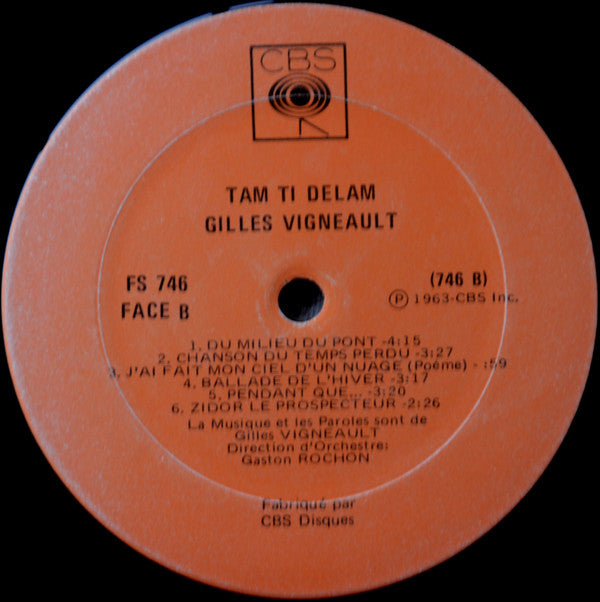 CBS
TAM TI DELAM
GILLES VIGNEAULT
FS 746
FACE B
(746 B)
Ⓟ 1963-CBS Inc.
1. DU MILIEU DU PONT -4:15
2. CHANSON DU TEMPS PERDU -3:27
3. J'AI FAIT MON CIEL D'UN NUAGE (Poéme) - :59
4. BALLADE DE L'HIVER -3:17
5. PENDANT QUE... -3:20
6. ZIDOR LE PROSPECTEUR -2:26
La Musique et les Paroles sont de
Gilles VIGNEAULT
Direction d'Orchestre:
Gaston ROCHON
Fabriqué par
CBS Disques